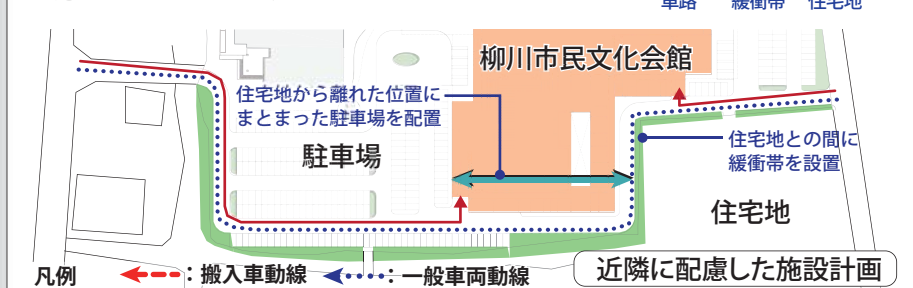 車路 緩衝帯 住宅地
柳川市民文化会館
住宅地から離れた位置に
まとまった駐車場を配置
駐車場
住宅地との間に
緩衝帯を設置
住宅地
凡例 :搬入車動線 :一般車両動線
近隣に配慮した施設計画